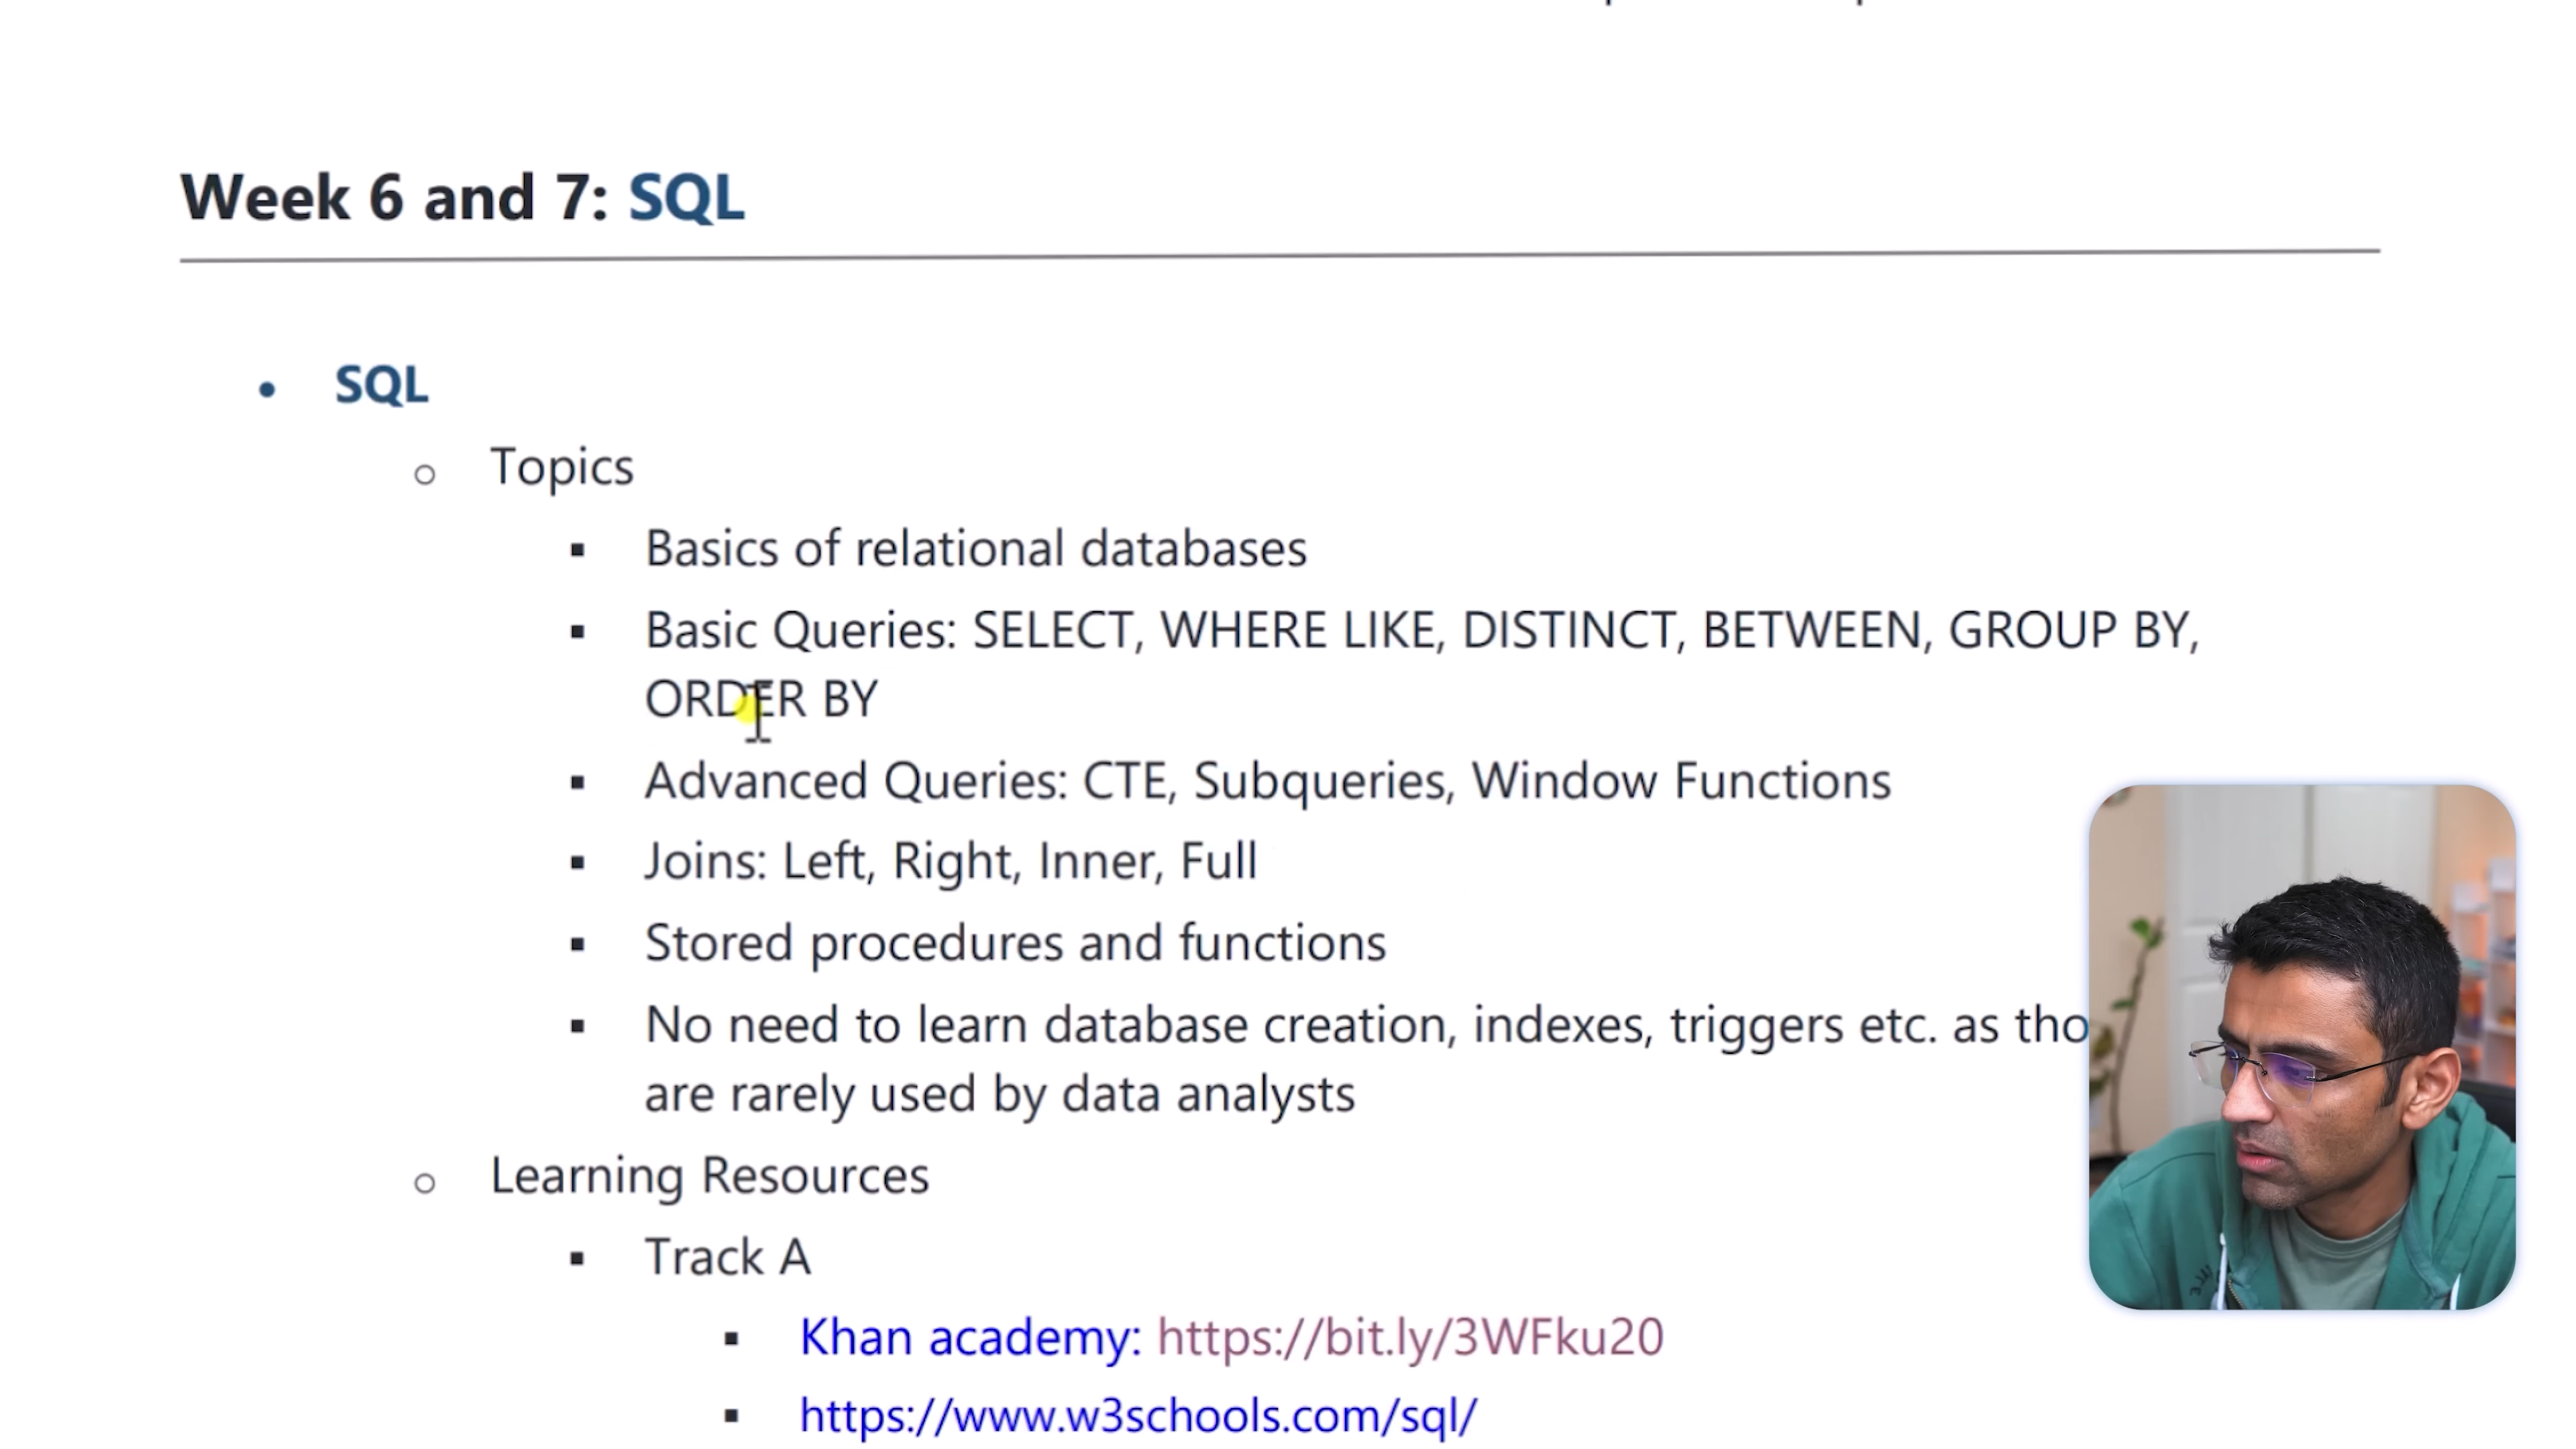 Week 6 and 7: SQL
• SQL
○ Topics
▪ Basics of relational databases
▪ Basic Queries: SELECT, WHERE LIKE, DISTINCT, BETWEEN, GROUP BY,
ORDER BY
▪ Advanced Queries: CTE, Subqueries, Window Functions
▪ Joins: Left, Right, Inner, Full
▪ Stored procedures and functions
▪ No need to learn database creation, indexes, triggers etc. as
are rarely used by data analysts
○ Learning Resources
▪ Track A
▪ Khan academy: https://bit.ly/3WFku20
▪ https://www.w3schools.com/sql/